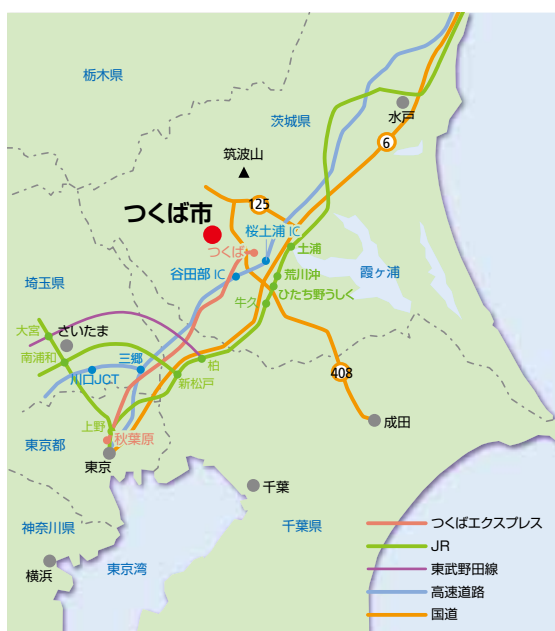 栃木県
茨城県
水戸
6
筑波山
125
つくば市
桜土浦 IC
つくば
土浦
谷田部 IC
荒川沖
霞ヶ浦
ひたち野うしく
牛久
埼玉県
大宮
さいたま
南浦和
三郷
川口JCT
柏
新松戸
408
上野
秋葉原
東京都
東京
成田
千葉
神奈川県
千葉県
横浜
東京湾
つくばエクスプレス
JR
東武野田線
高速道路
国道